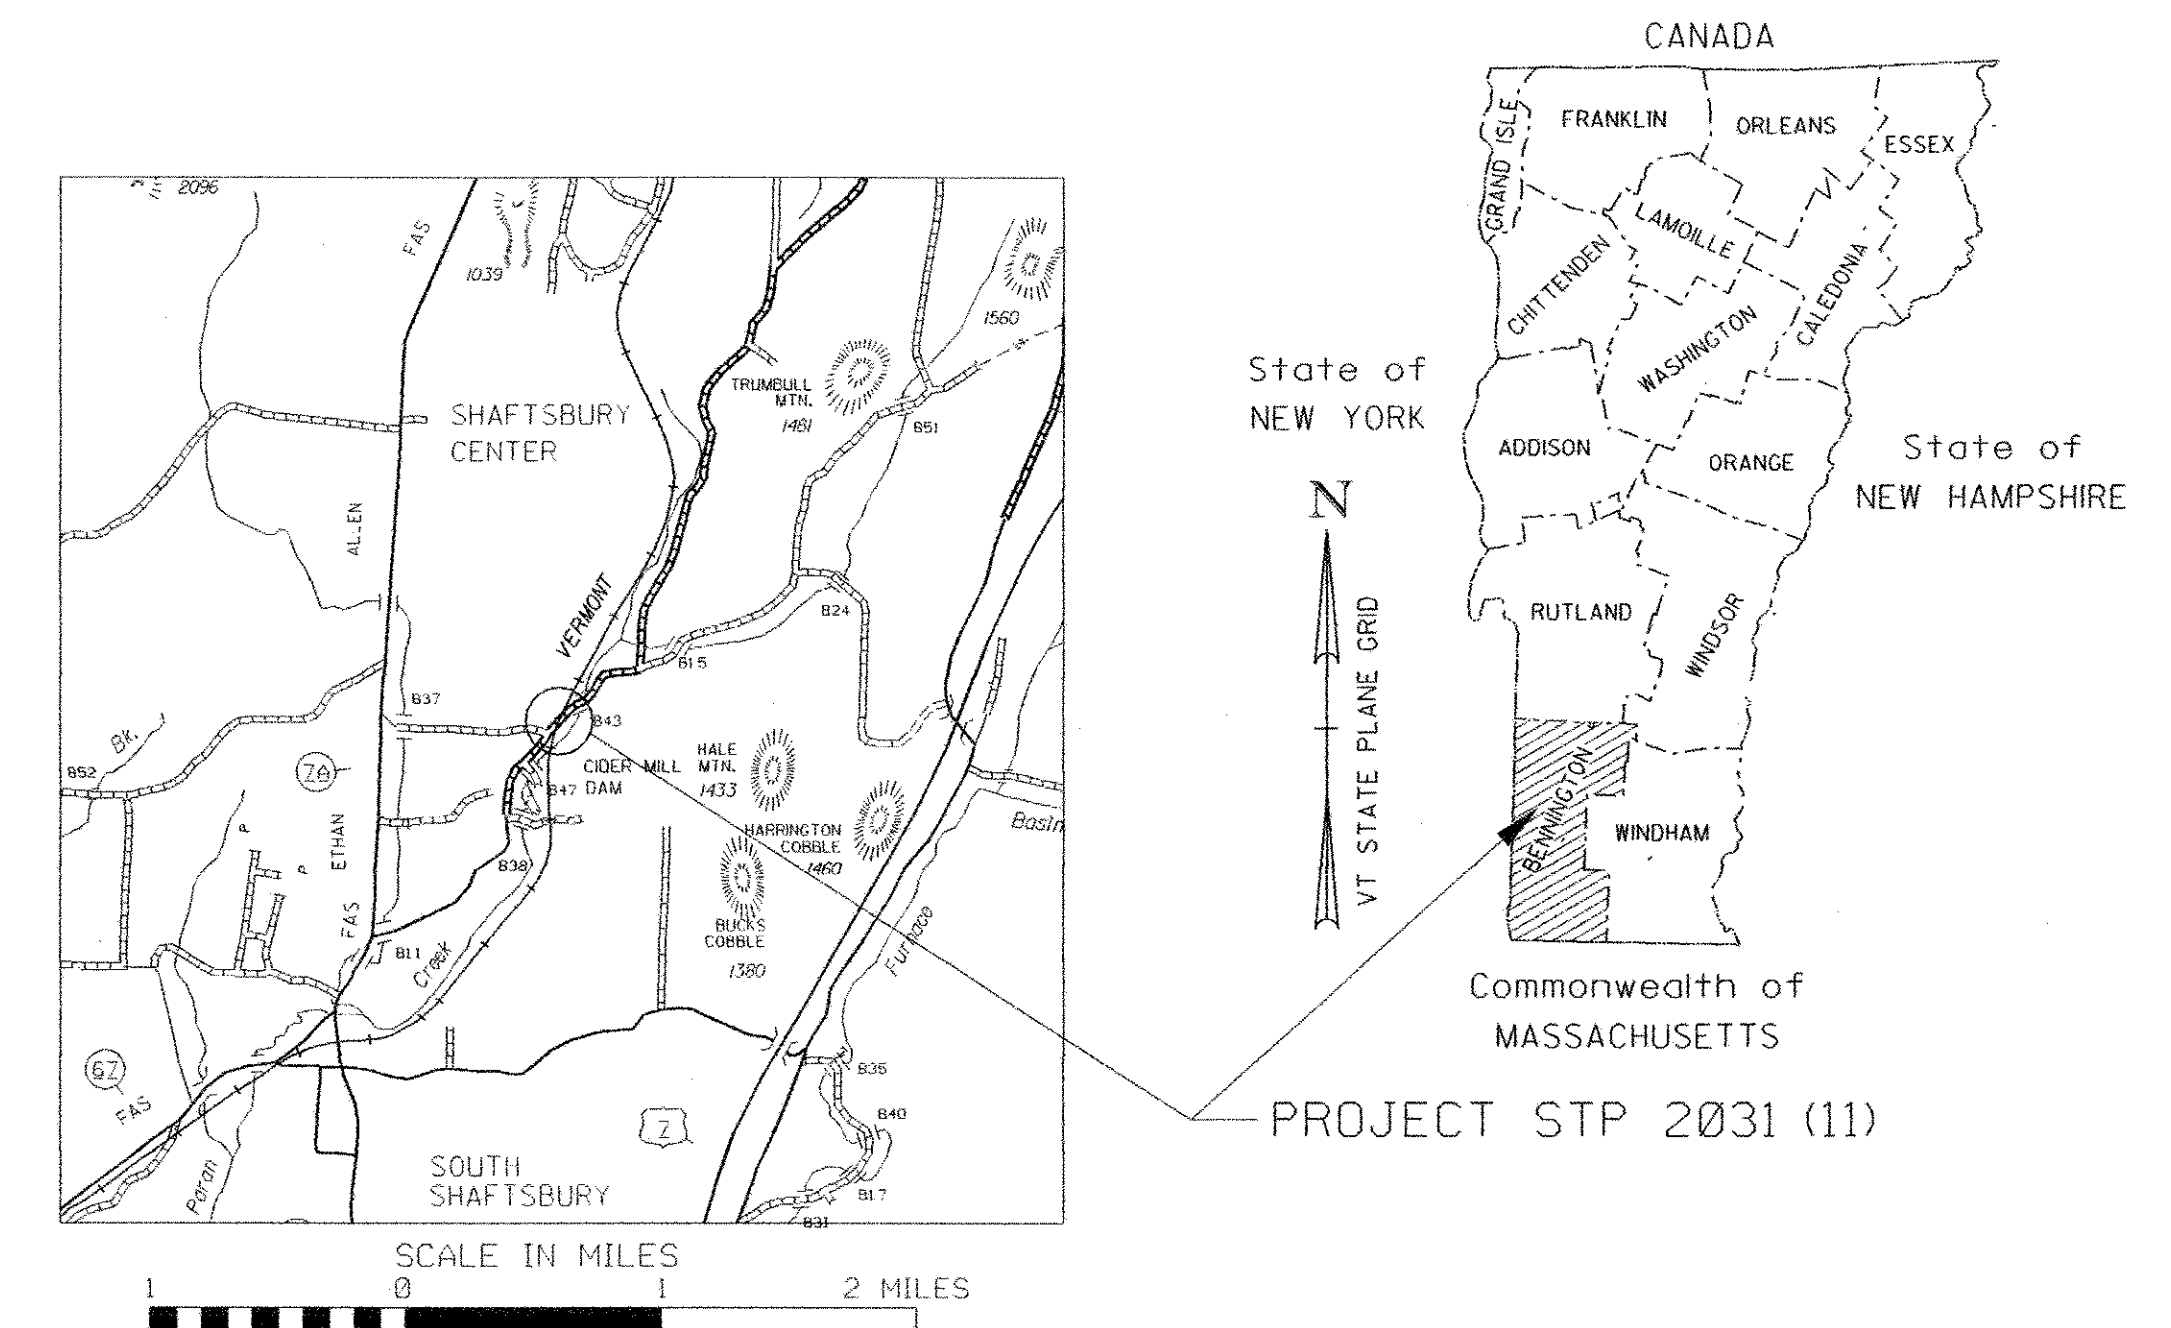 CANADA
GRAND ISLE
FRANKLIN
ORLEANS
ESSEX
LAMOILLE
CHITTENDEN
CALEDONIA
WASHINGTON
State of
NEW YORK
ADDISON
ORANGE
State of
NEW HAMPSHIRE
N
VT STATE PLANE GRID
RUTLAND
WINDSOR
BENNINGTON
WINDHAM
Commonwealth of
MASSACHUSETTS
PROJECT STP 2031 (11)
2096
FAS
1039
1560
TRUMBULL
MTN.
1481
B51
SHAFTSBURY
CENTER
ALLEN
VERMONT
B24
B15
B37
B43
Bk.
B52
7A
HALE
MTN.
1433
CIDER MILL
DAM
B47
HARRINGTON
COBBLE
1460
Basin
ETHAN
B38
FAS
BUCKS
COBBLE
1380
B11
Creek
Furnace
67
FAS
B35
B40
7
Paran
SOUTH
SHAFTSBURY
B17
B31
SCALE IN MILES
1 0 1 2 MILES